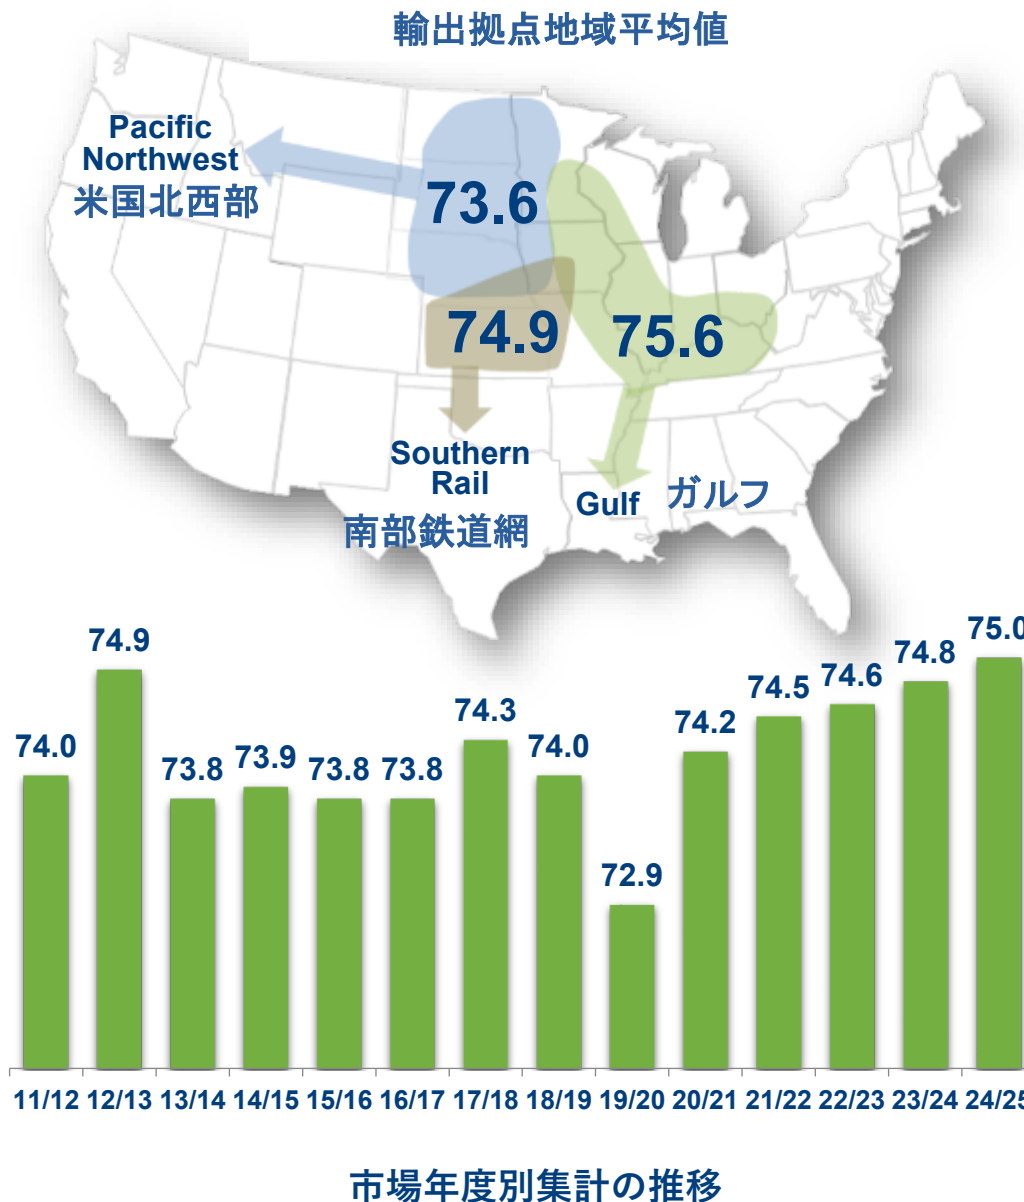 輸出拠点地域平均値
Pacific
Northwest
米国北西部
73.6
74.9
75.6
Southern
Rail
南部鉄道網
Gulf
ガルフ
74.0
74.9
73.8
73.9
73.8
73.8
74.3
74.0
72.9
74.2
74.5
74.6
74.8
75.0
11/12 12/13 13/14 14/15 15/16 16/17 17/18 18/19 19/20 20/21 21/22 22/23 23/24 24/25
市場年度別集計の推移